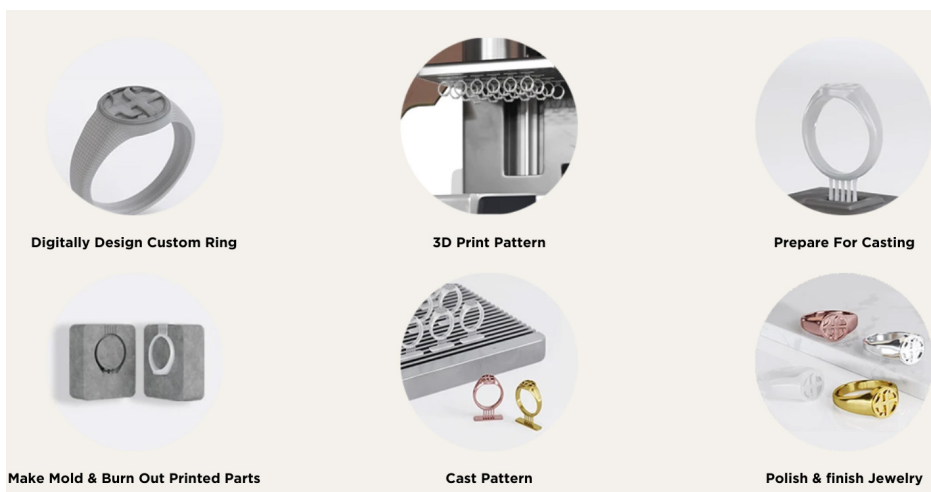 Digitally Design Custom Ring
3D Print Pattern
Prepare For Casting
Make Mold & Burn Out Printed Parts
Cast Pattern
Polish & finish Jewelry